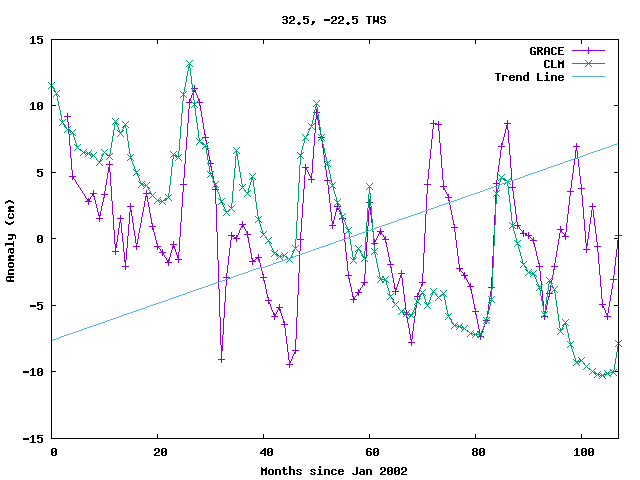 32.5, -22.5 TWS
GRACE
CLM
Trend Line
15
10
5
0
-5
-10
-15
Anomaly (cm)
0 20 40 60 80 100
Months since Jan 2002